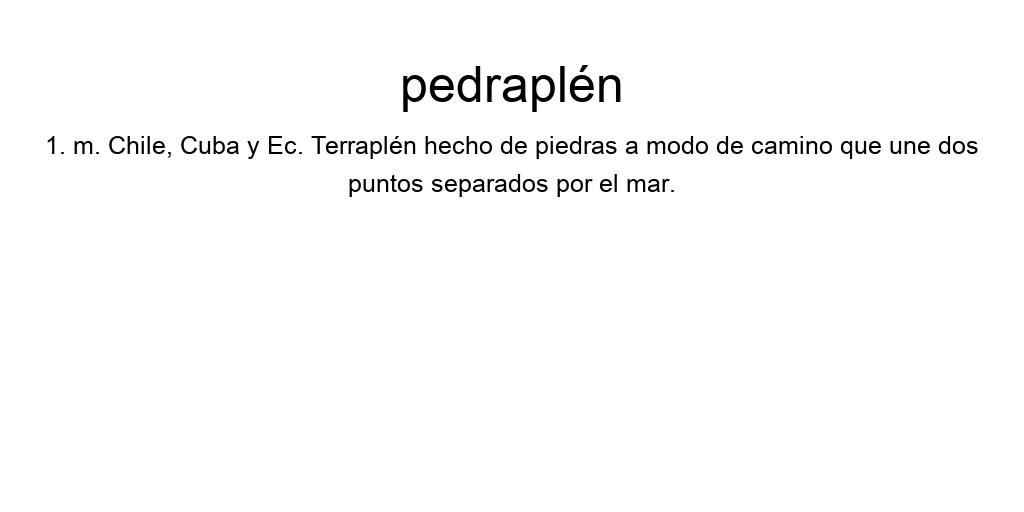 pedraplén
1. m. Chile, Cuba y Ec. Terraplén hecho de piedras a modo de camino que une dos
puntos separados por el mar.